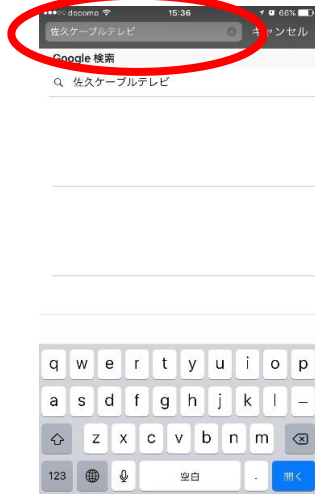 docomo 15:36 66%
佐久ケーブルテレビ キャンセル
Google 検索
佐久ケーブルテレビ
q w e r t y u i o p
a s d f g h j k l –
z x c v b n m
123 空白 . 開く